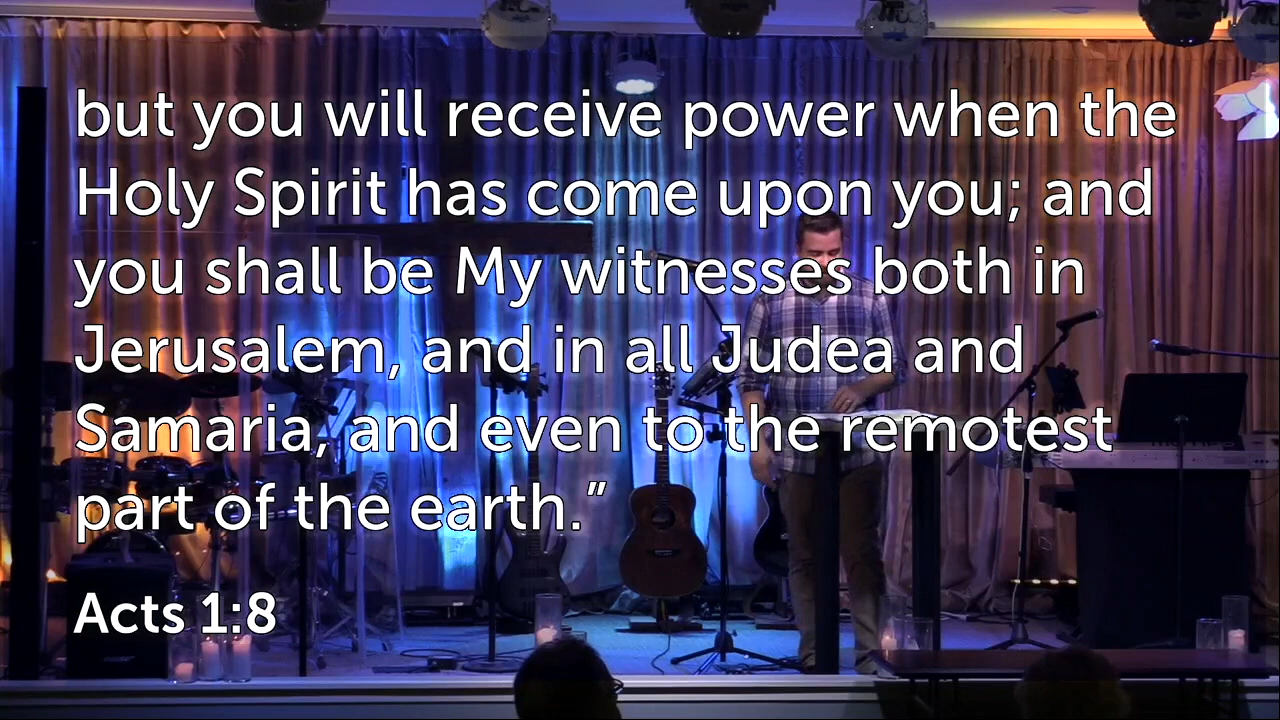 but you will receive power when the
Holy Spirit has come upon you; and
you shall be My witnesses both in
Jerusalem, and in all Judea and
Samaria, and even to the remotest
part of the earth.”
Acts 1:8